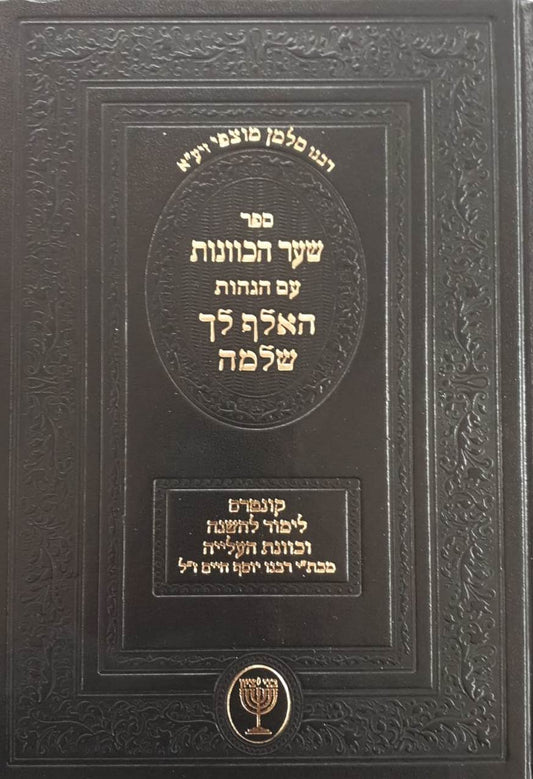 רבנו סלמן מוצפי זיע"א
ספר
שער הכוונות
עם הגהות
האלף לך
שלמה
קונטרס
לימוד להשנה
וכוונת העלייה
מכת"י רבנו יוסף חיים ז"ל